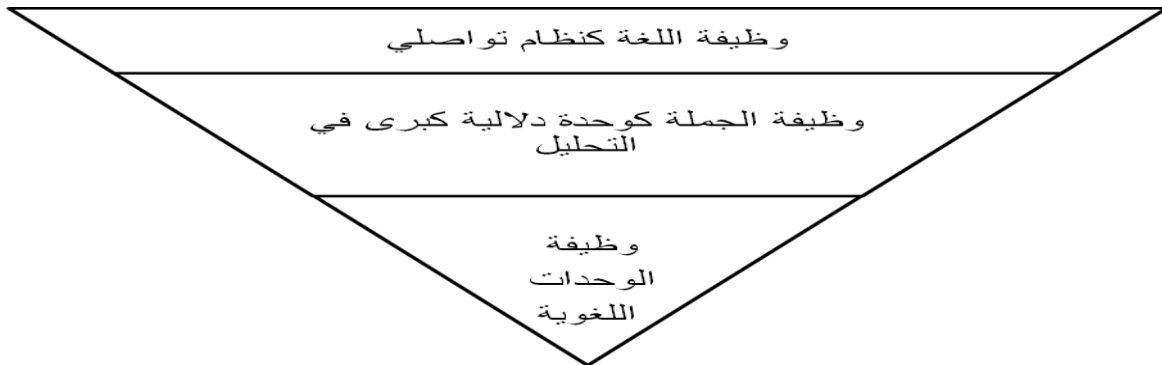 وظيفة اللغة كنظام تواصلي
وظيفة الجملة كوحدة دلالية كبرى في
التحليل
وظيفة
الوحدات
اللغوية